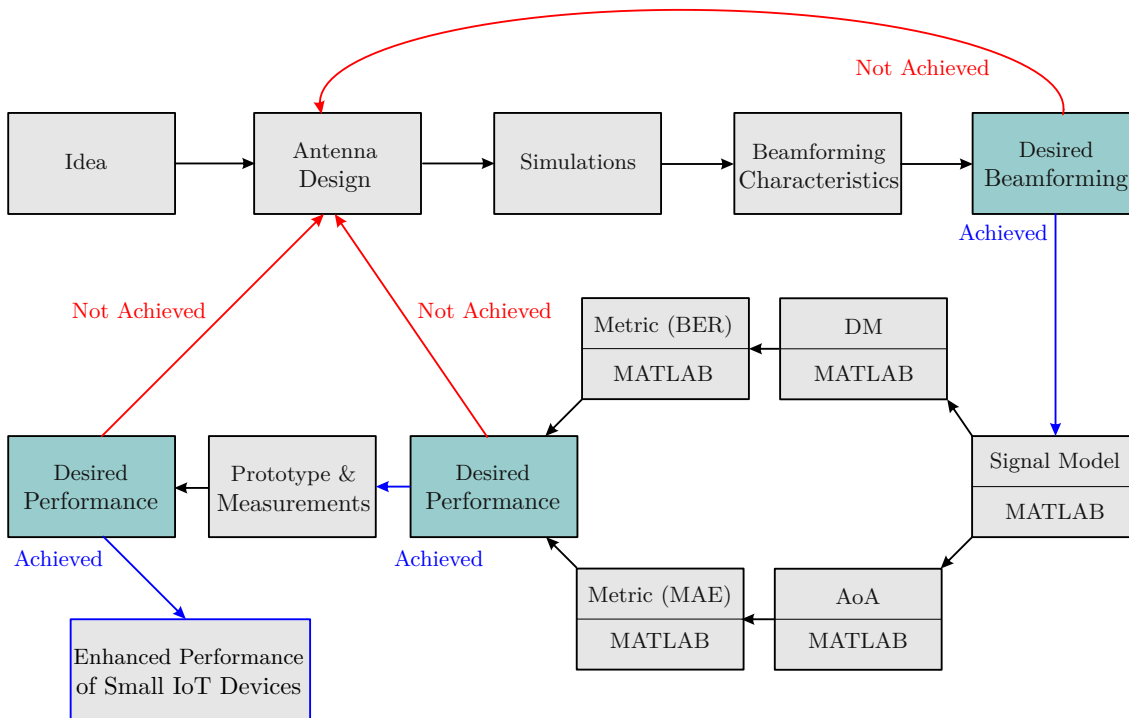 Not Achieved
Idea
Antenna
Design
Simulations
Beamforming
Characteristics
Desired
Beamforming
Achieved
Not Achieved
Not Achieved
Metric (BER)
MATLAB
DM
MATLAB
Desired
Performance
Prototype &
Measurements
Desired
Performance
Signal Model
MATLAB
Achieved
Achieved
Metric (MAE)
MATLAB
AoA
MATLAB
Enhanced Performance
of Small IoT Devices